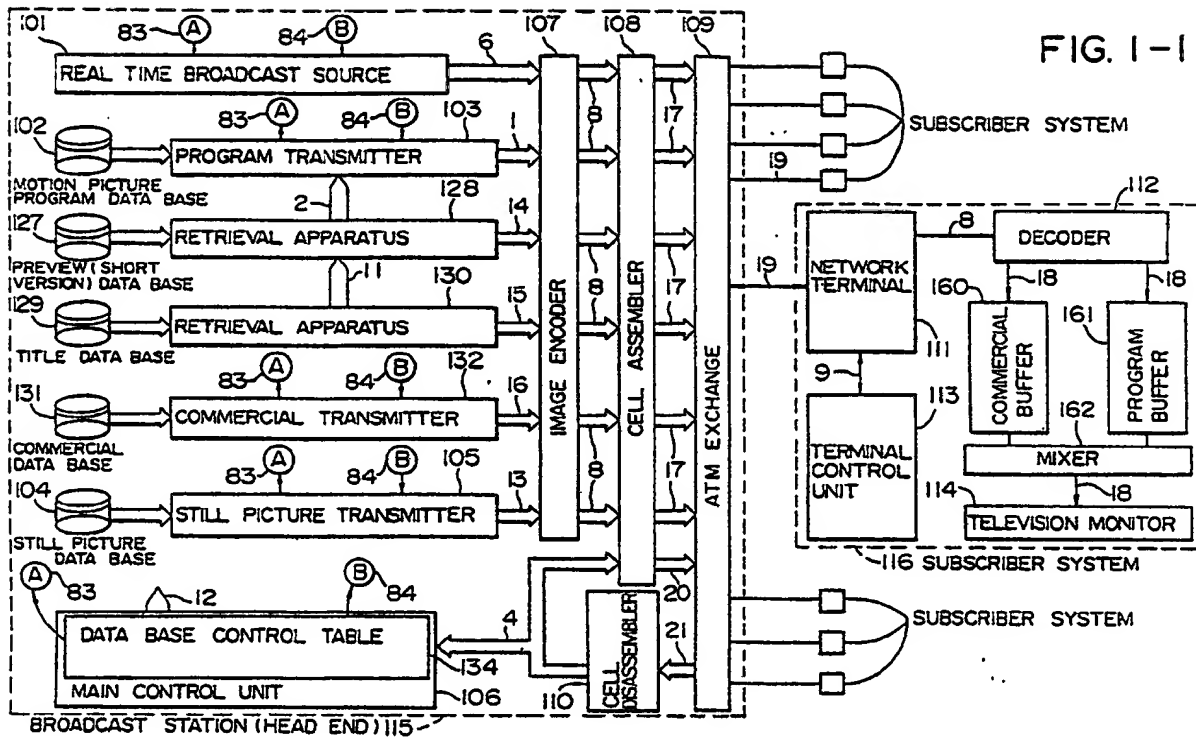 FIG. 1-1
101
83
A
84
B
6
107
108
109
REAL TIME BROADCAST SOURCE
8
17
SUBSCRIBER SYSTEM
102
83
A
84
B
103
1
PROGRAM TRANSMITTER
8
17
19
MOTION PICTURE
PROGRAM DATA BASE
2
128
127
14
RETRIEVAL APPARATUS
8
17
PREVIEW (SHORT
VERSION) DATA BASE
11
130
129
15
RETRIEVAL APPARATUS
8
17
TITLE DATA BASE
83
A
84
B
132
131
16
COMMERCIAL TRANSMITTER
8
17
COMMERCIAL
DATA BASE
83
A
84
B
105
104
13
STILL PICTURE TRANSMITTER
8
17
STILL PICTURE
DATA BASE
IMAGE ENCODER
CELL ASSEMBLER
ATM EXCHANGE
19
112
NETWORK
TERMINAL
8
DECODER
18
18
160
161
111
COMMERCIAL
BUFFER
PROGRAM
BUFFER
9
113
162
TERMINAL
CONTROL
UNIT
MIXER
114
18
TELEVISION MONITOR
116 SUBSCRIBER SYSTEM
A
83
12
B
84
4
20
DATA BASE CONTROL TABLE
134
MAIN CONTROL UNIT
106
110
CELL
DISASSEMBLER
21
SUBSCRIBER SYSTEM
BROADCAST STATION (HEAD END) 115